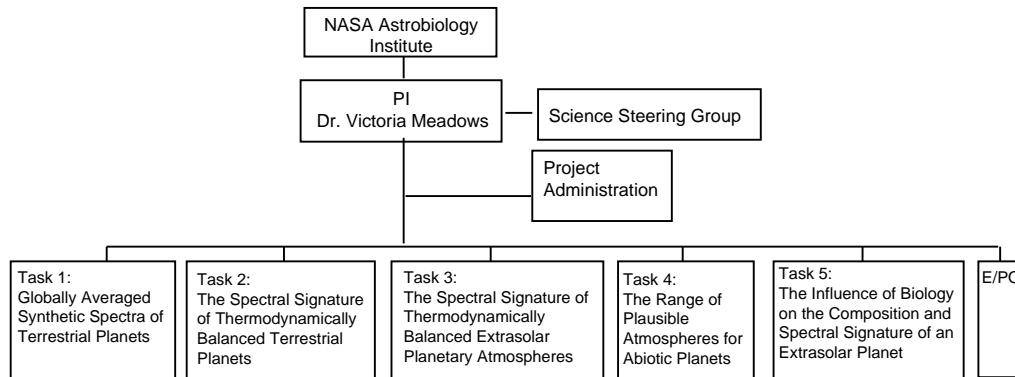 NASA Astrobiology
Institute
PI
Dr. Victoria Meadows
Science Steering Group
Project
Administration
Task 1:
Globally Averaged
Synthetic Spectra of
Terrestrial Planets
Task 2:
The Spectral Signature
of Thermodynamically
Balanced Terrestrial
Planets
Task 3:
The Spectral Signature of
Thermodynamically
Balanced Extrasolar
Planetary Atmospheres
Task 4:
The Range of
Plausible
Atmospheres for
Abiotic Planets
Task 5:
The Influence of Biology
on the Composition and
Spectral Signature of an
Extrasolar Planet
E/PO